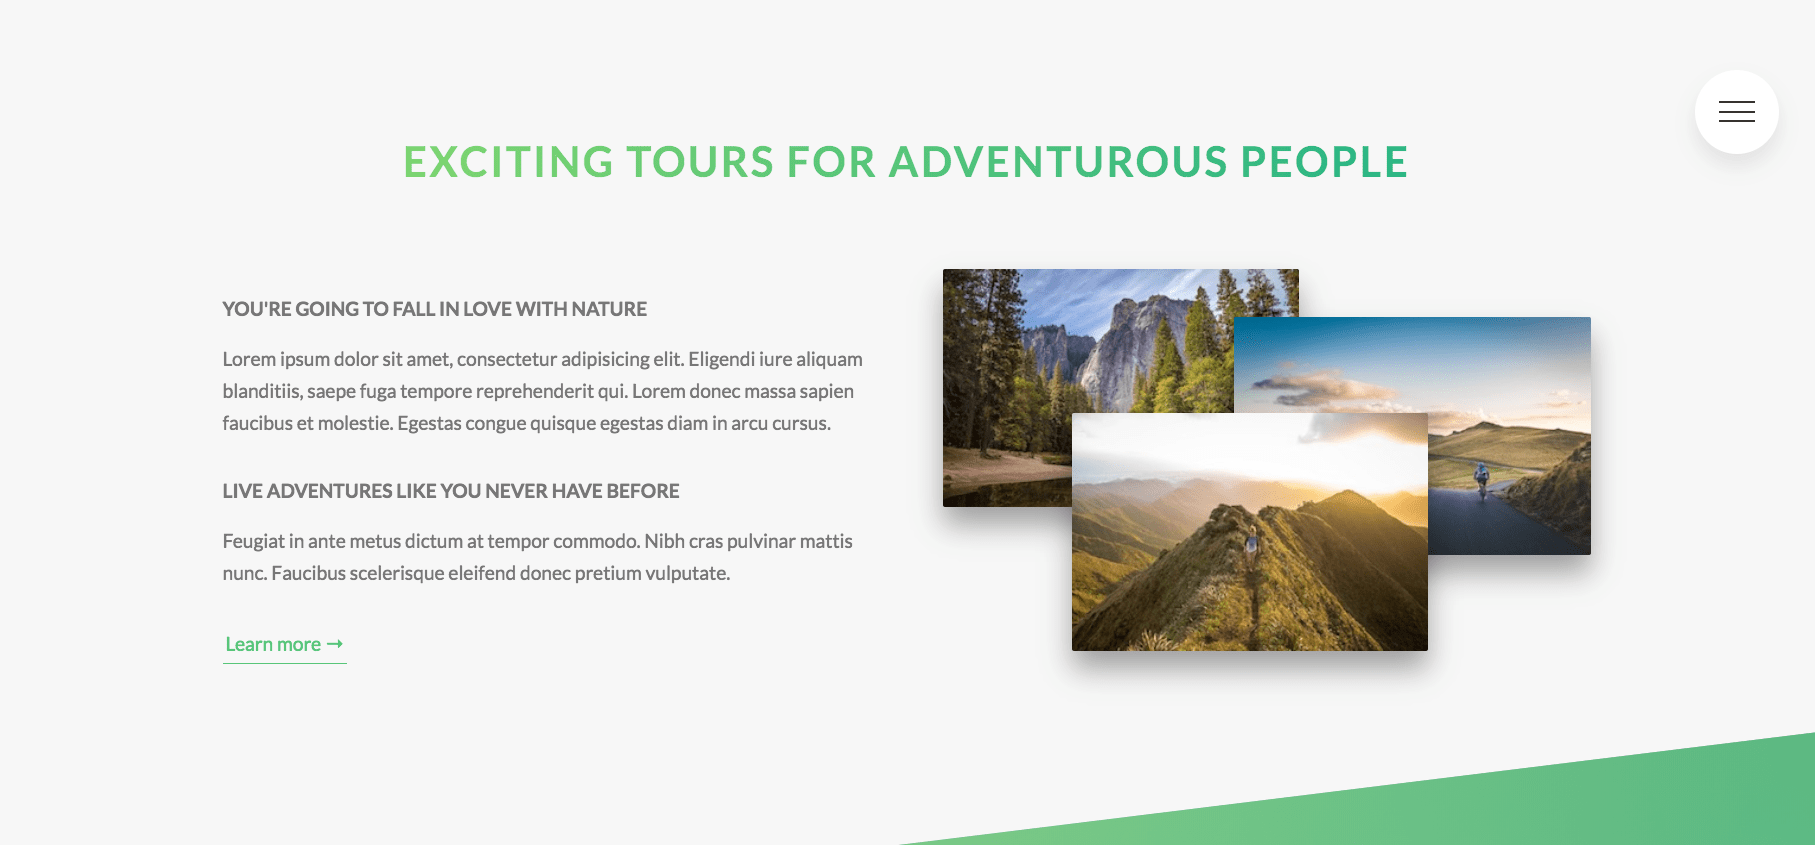 EXCITING TOURS FOR ADVENTUROUS PEOPLE
YOU'RE GOING TO FALL IN LOVE WITH NATURE
Lorem ipsum dolor sit amet, consectetur adipisicing elit. Eligendi iure aliquam
blanditiis, saepe fuga tempore reprehenderit qui. Lorem donec massa sapien
faucibus et molestie. Egestas congue quisque egestas diam in arcu cursus.
LIVE ADVENTURES LIKE YOU NEVER HAVE BEFORE
Feugiat in ante metus dictum at tempor commodo. Nibh cras pulvinar mattis
nunc. Faucibus scelerisque eleifend donec pretium vulputate.
Learn more →